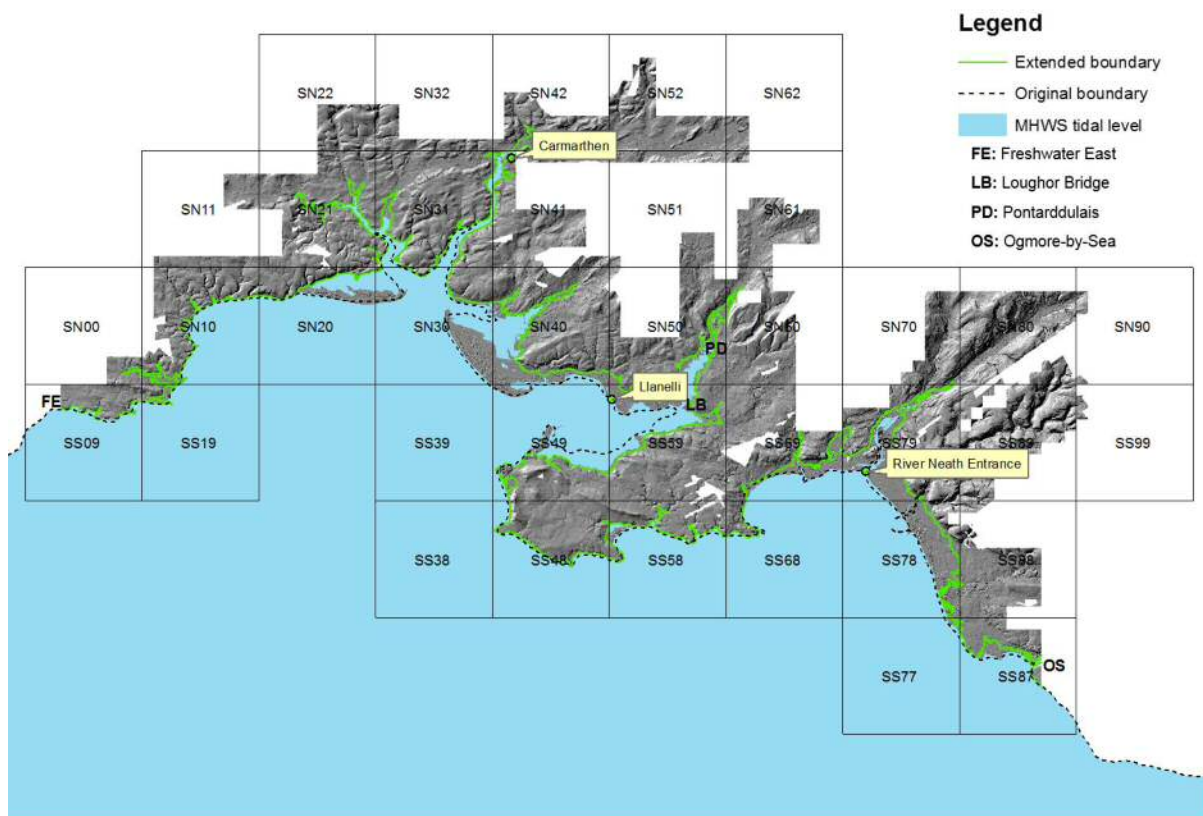 Legend
Extended boundary
Original boundary
MHWS tidal level
FE: Freshwater East
LB: Loughor Bridge
PD: Pontarddulais
OS: Ogmore-by-Sea
SN22 SN32 SN42 SN52 SN62
Carmarthen
SN11 SN21 SN31 SN41 SN51 SN61
SN00 SN10 SN20 SN30 SN40 SN50 SN60 SN70 SN80 SN90
PD
Llanelli
FE LB
SS09 SS19 SS39 SS49 SS59 SS69 SS79 SS89 SS99
River Neath Entrance
SS38 SS48 SS58 SS68 SS78 SS88
OS
SS77 SS87